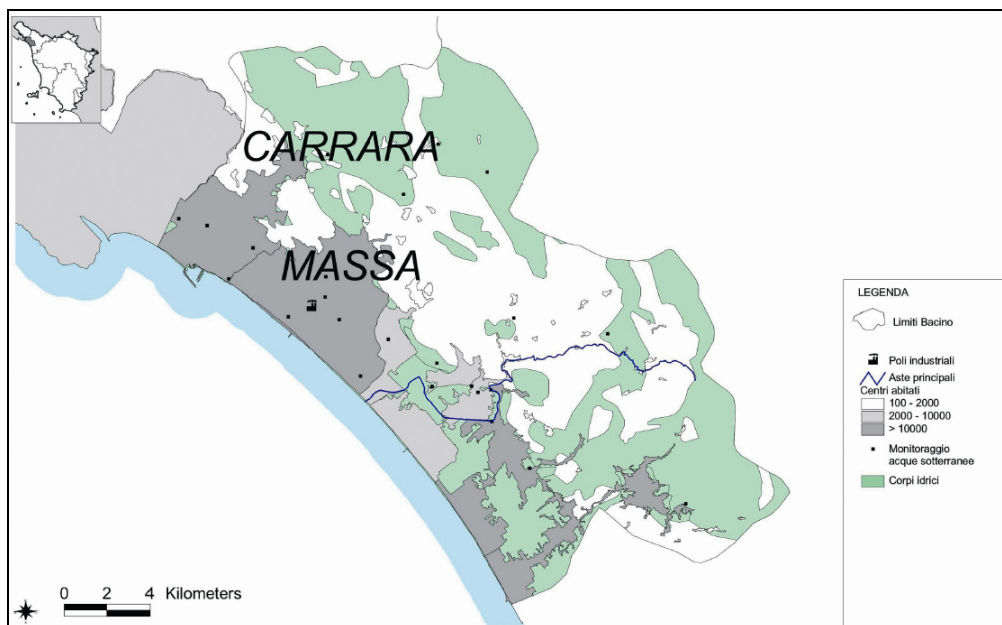 CARRARA
MASSA
0 2 4 Kilometers
LEGENDA
Limiti Bacino
Poli industriali
Aste principali
Centri abitati
100 - 2000
2000 - 10000
> 10000
Monitoraggio
acque sotterranee
Corpi idrici